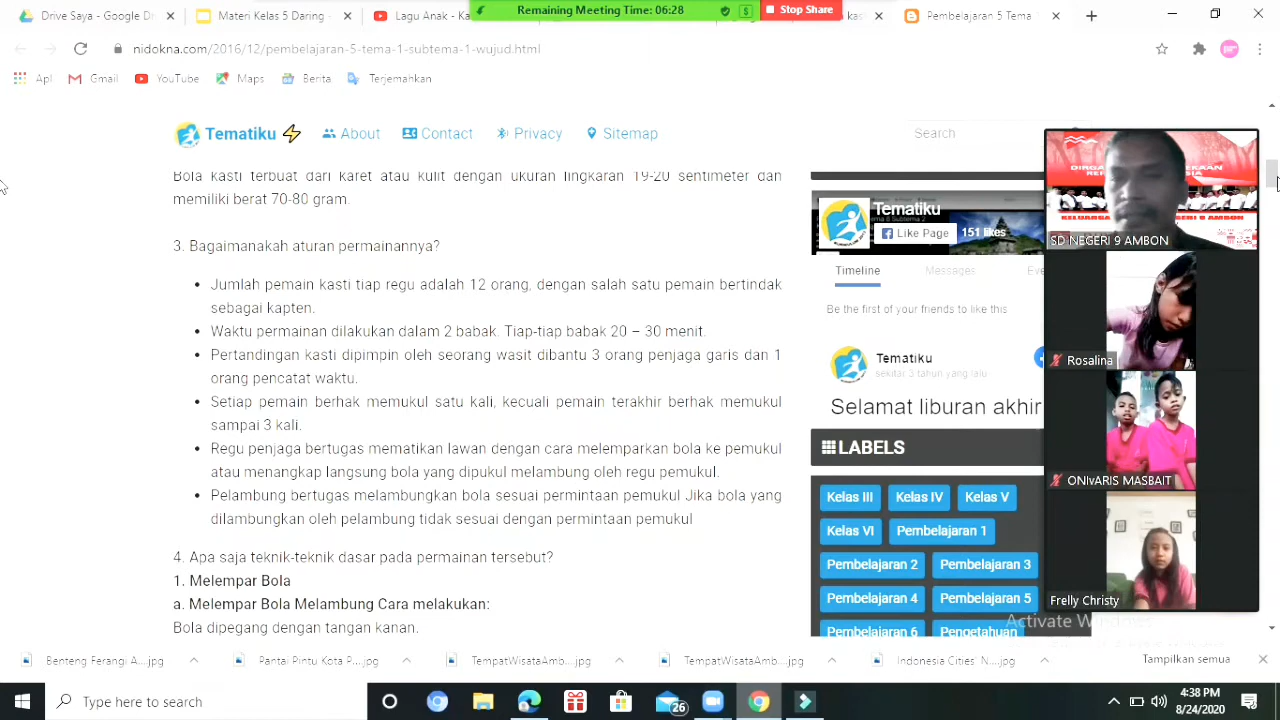 Drive Saya - Google D
Materi Kelas 5 Daring -
Lagu Anak - Ka
Remaining Meeting Time: 06:28
Stop Share
kas
Pembelajaran 5 Tema
nidokna.com/2016/12/pembelajaran-5-tema-1-subtema-1-wujud.html
Apl
Gmail
YouTube
Maps
Berita
Terjemahkan
Tematiku
About
Contact
Privacy
Sitemap
Search
Bola kasti terbuat dari karet atau kulit dengan ukuran lingkaran 19-20 sentimeter dan
memiliki berat 70-80 gram.
3. Bagaimanakah aturan permainannya?
Jumlah pemain kasti tiap regu adalah 12 orang, dengan salah satu pemain bertindak
sebagai kapten.
Waktu permainan dilakukan dalam 2 babak. Tiap-tiap babak 20 – 30 menit.
Pertandingan kasti dipimpin oleh seorang wasit dibantu 3 orang penjaga garis dan 1
orang pencatat waktu.
Setiap pemain berhak memukul satu kali, kecuali pemain terakhir berhak memukul
sampai 3 kali.
Regu penjaga bertugas mematikan lawan dengan cara melemparkan bola ke pemukul
atau menangkap langsung bola yang dipukul melambung oleh regu pemukul.
Pelambung bertugas melambungkan bola sesuai permintaan pemukul Jika bola yang
dilambungkan oleh pelambung tidak sesuai dengan permintaan pemukul
4. Apa saja teknik-teknik dasar pada permainan tersebut?
1. Melempar Bola
a. Melempar Bola Melambung Cara melakukan:
Bola dipegang dengan tangan kanan.
Tematiku
Like Page
151 likes
Timeline
Messages
Eve
Be the first of your friends to like this
Tematiku
sekitar 3 tahun yang lalu
Selamat liburan akhir
LABELS
Kelas III
Kelas IV
Kelas V
Kelas VI
Pembelajaran 1
Pembelajaran 2
Pembelajaran 3
Pembelajaran 4
Pembelajaran 5
Pembelajaran 6
Pengetahuan
SD NEGERI 9 AMBON
Rosalina
ONIvARIS MASBAIT
Frelly Christy
Activate Windows
Benteng Ferangi A....jpg
Pantai Pintu Kota P....jpg
TempatWisataAmb....jpg
TempatWisataAmb....jpg
Indonesia Cities' N....jpg
Tampilkan semua
Type here to search
26
4:38 PM
8/24/2020